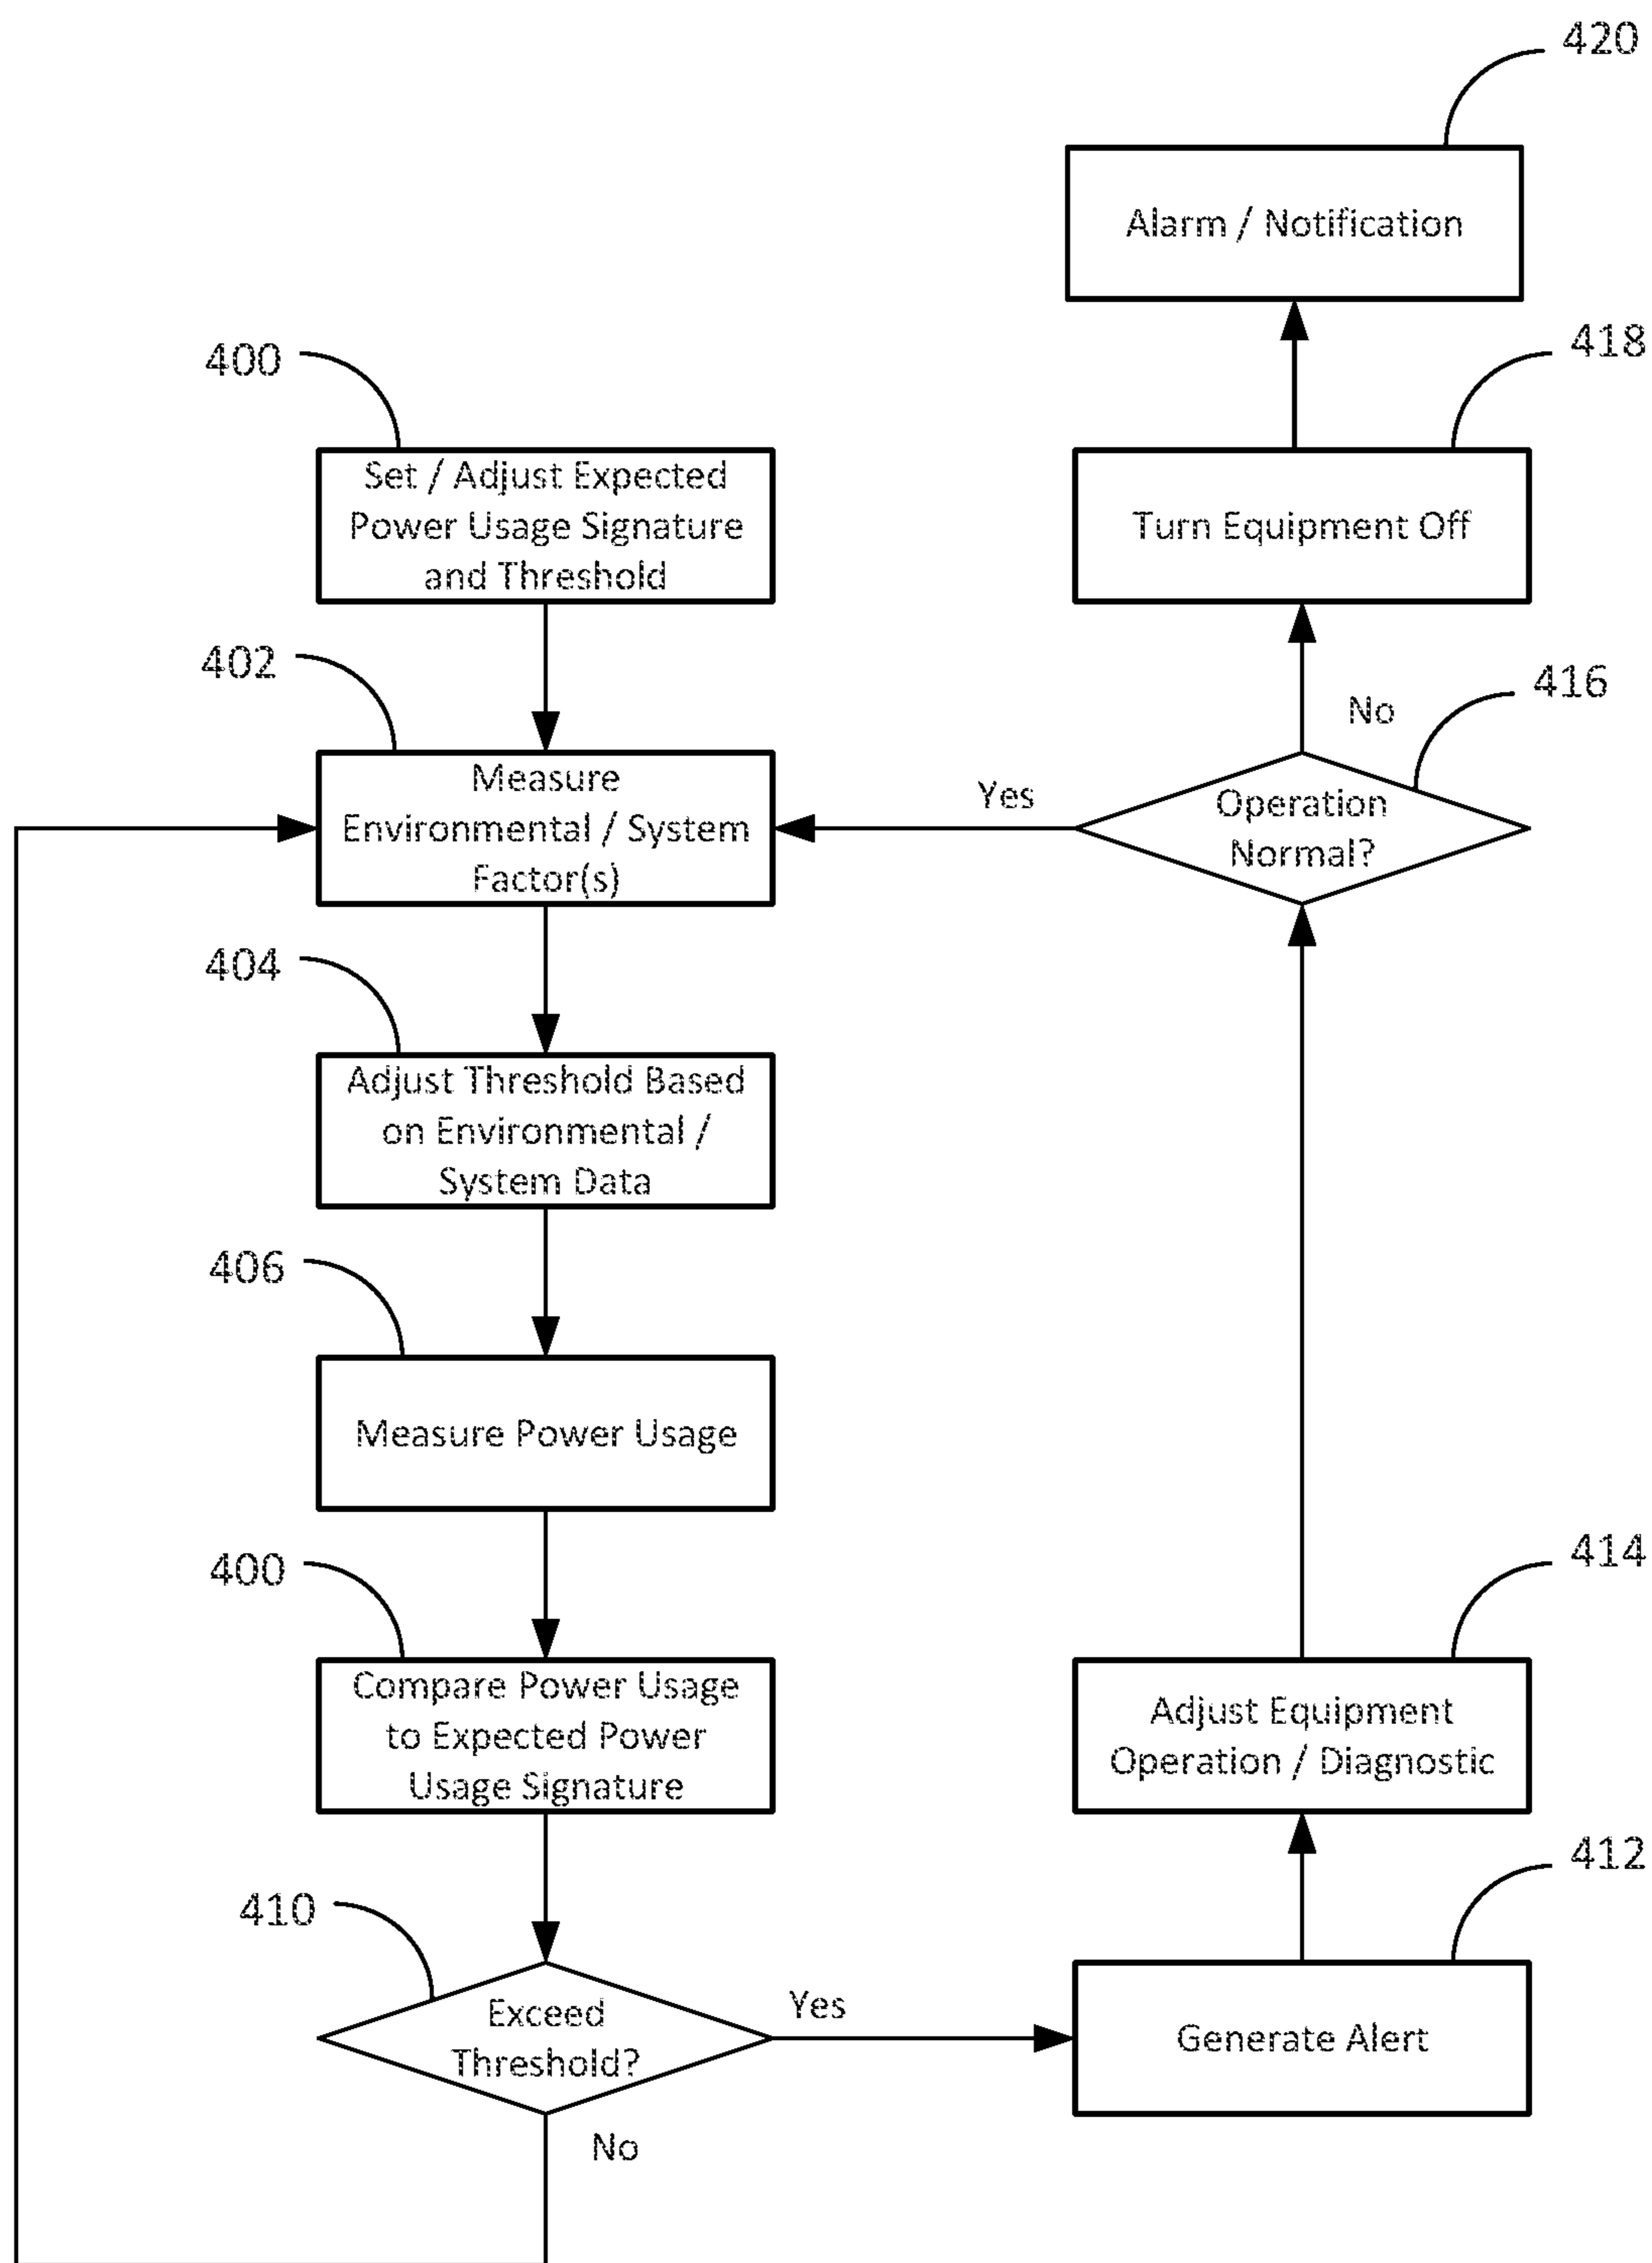 420
Alarm / Notification
418
Turn Equipment Off
400
Set / Adjust Expected
Power Usage Signature
and Threshold
402
Measure
Environmental / System
Factor(s)
Yes
No
416
Operation
Normal?
404
Adjust Threshold Based
on Environmental /
System Data
406
Measure Power Usage
400
Compare Power Usage
to Expected Power
Usage Signature
414
Adjust Equipment
Operation / Diagnostic
410
Exceed
Threshold?
Yes
No
412
Generate Alert